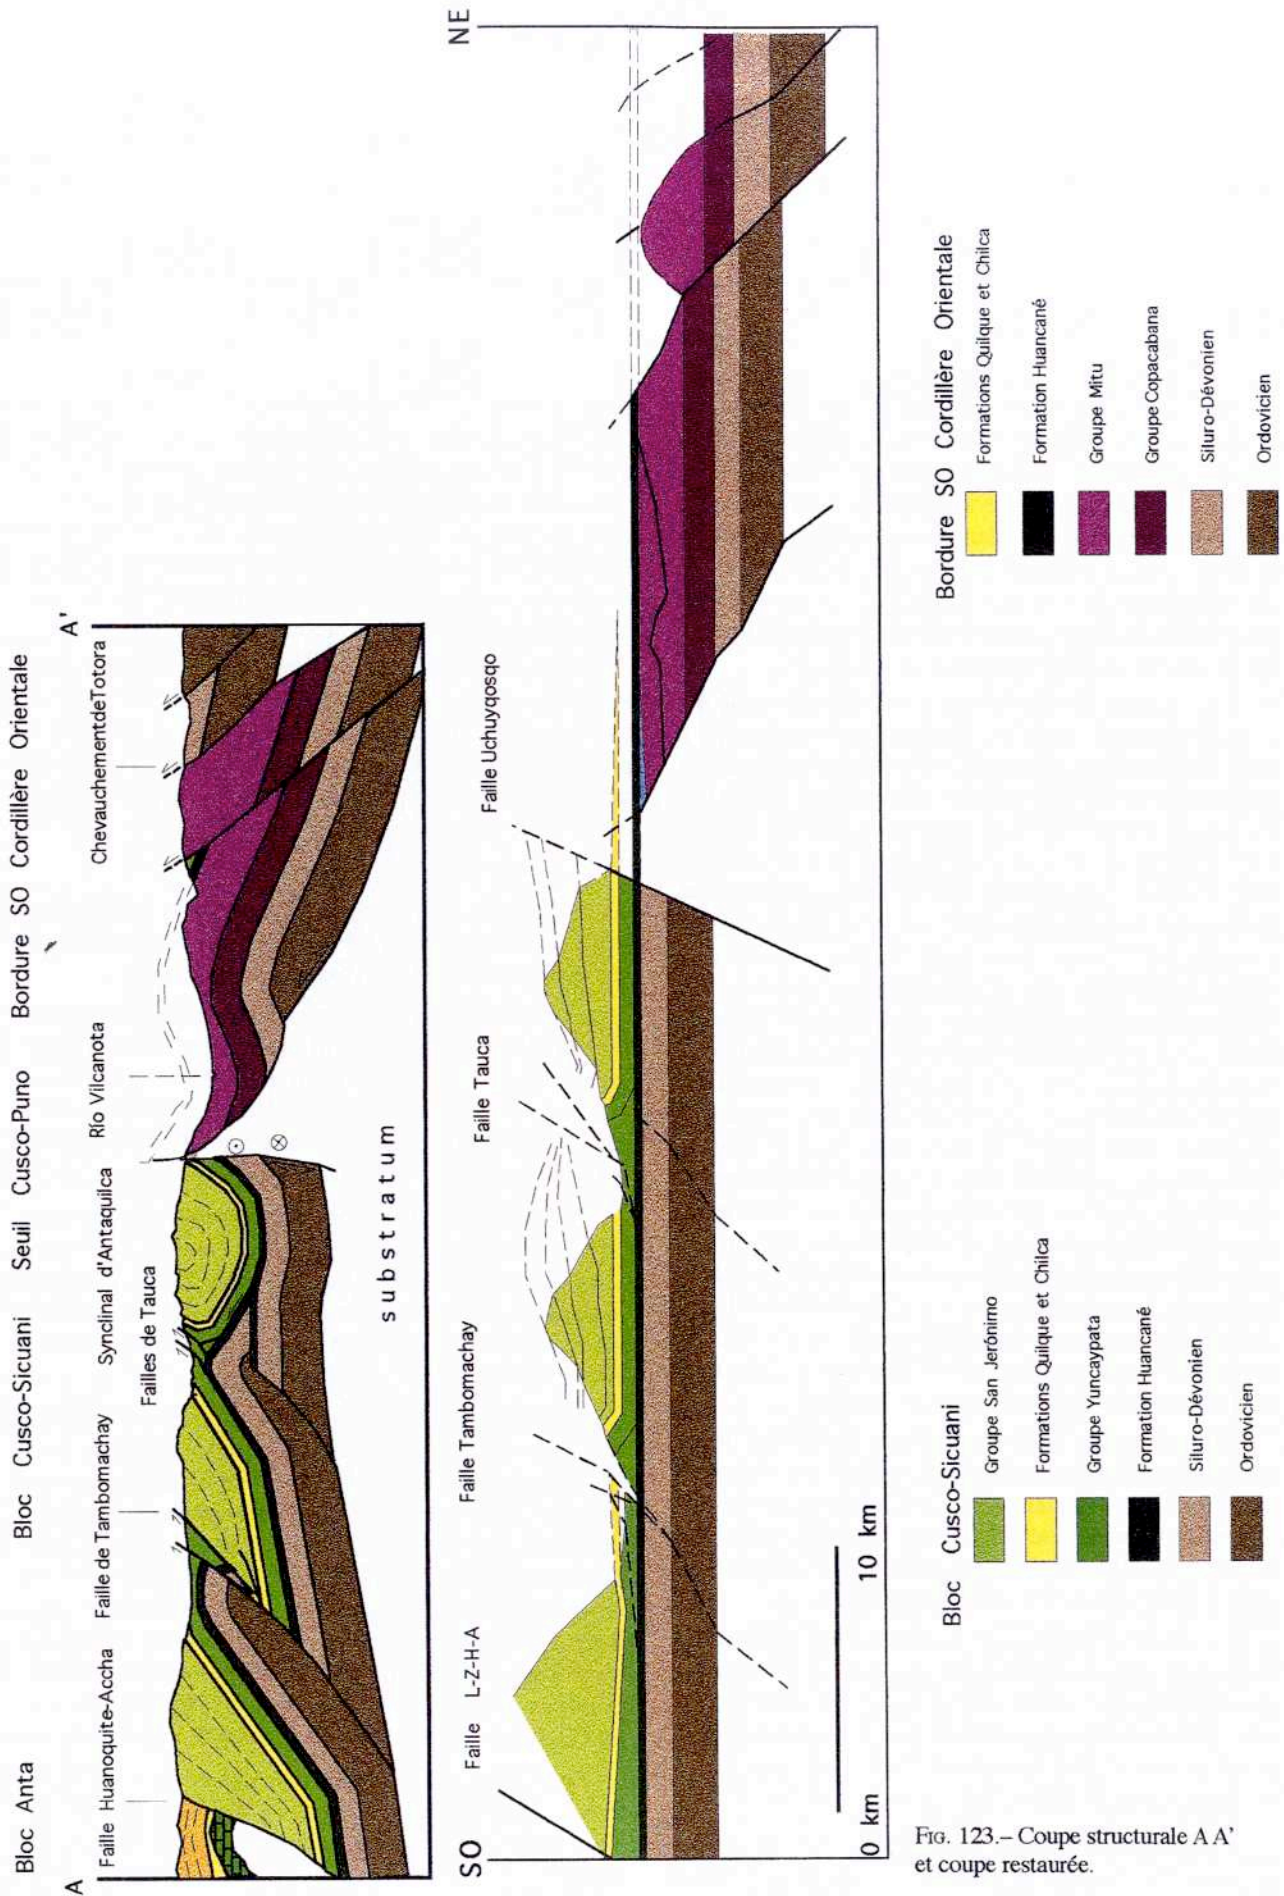 Bloc Anta
Bloc Cusco-Sicuani
Seuil Cusco-Puno
Bordure SO Cordillère Orientale
A
A'
Faille Huanoquite-Accha
Faille de Tambomachay
Failles de Tauca
Synclinal d'Antaquilca
Río Vilcanota
Chevauchement de Totora
substratum
SO
NE
Faille L-Z-H-A
Faille Tambomachay
Faille Tauca
Faille Uchuyqosqo
0 km
10 km
Bloc Cusco-Sicuani
Groupe San Jerónimo
Formations Quilque et Chilca
Groupe Yuncaypata
Formation Huancané
Siluro-Dévonien
Ordovicien
Bordure SO Cordillère Orientale
Formations Quilque et Chilca
Formation Huancané
Groupe Mitu
Groupe Copacabana
Siluro-Dévonien
Ordovicien
FIG. 123.– Coupe structurale A A'
et coupe restaurée.